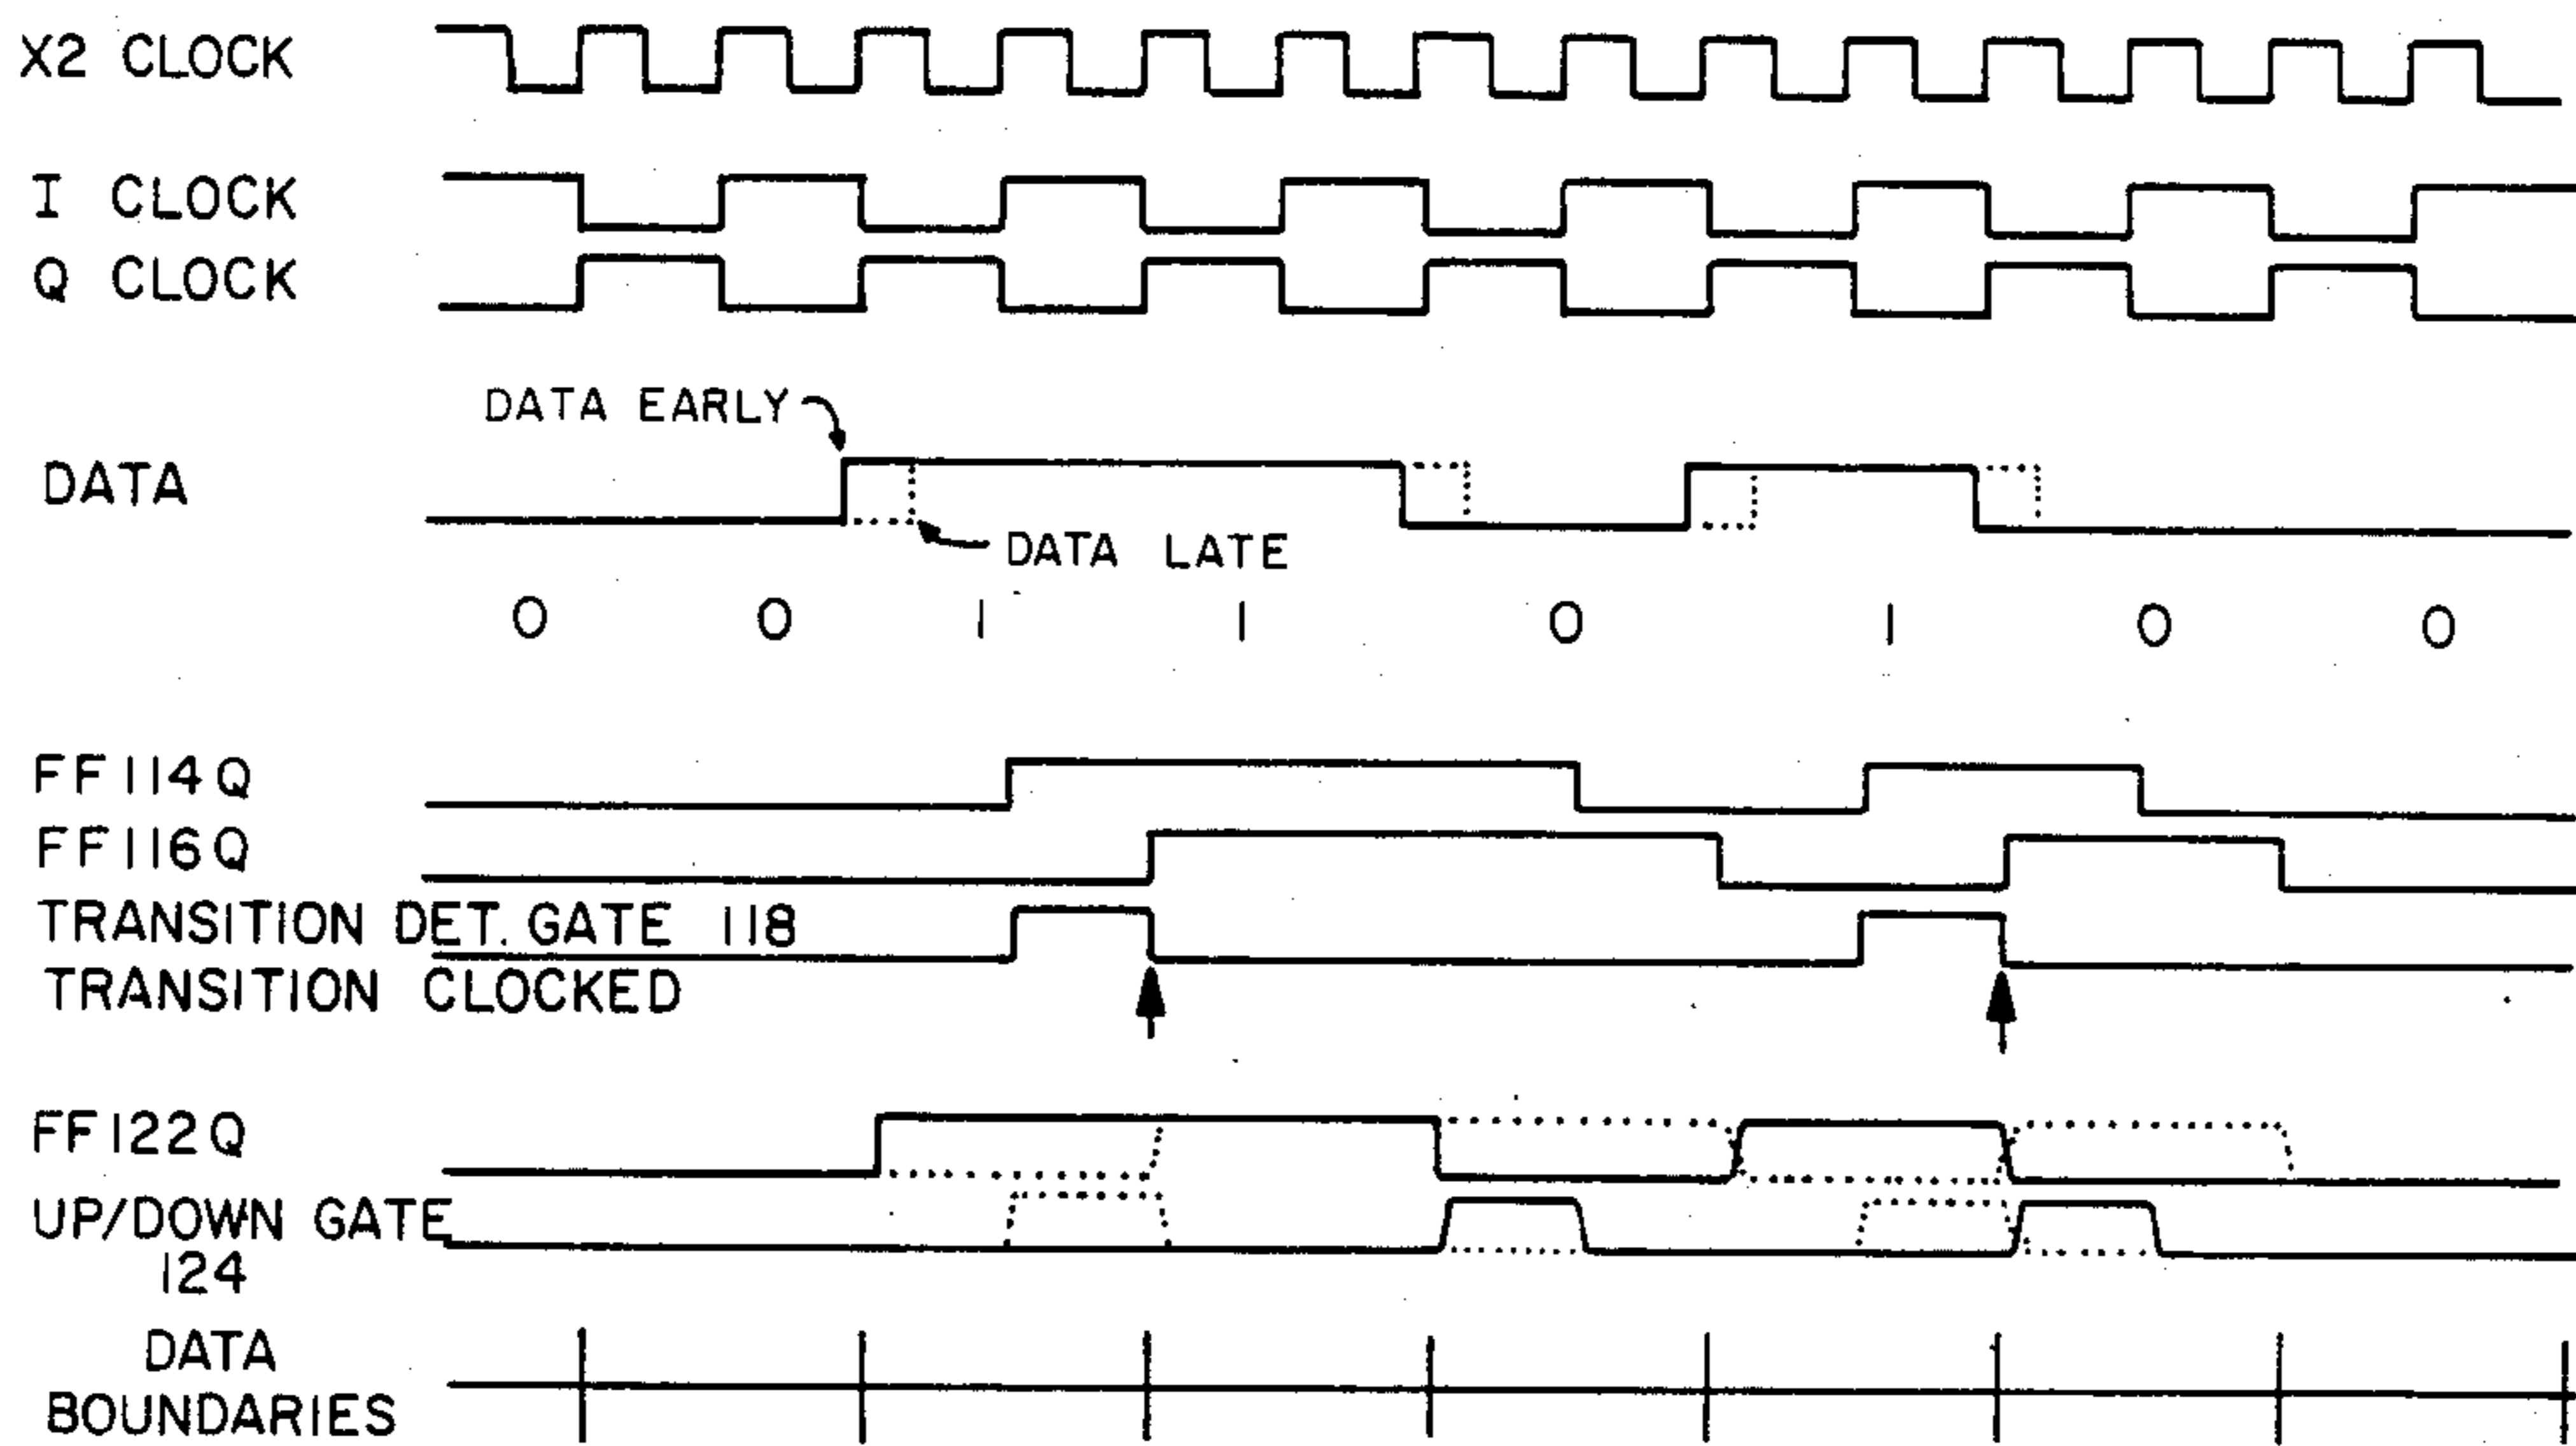 X2 CLOCK
I CLOCK
Q CLOCK
DATA EARLY
DATA
DATA LATE
0 0 1 1 0 1 0 0
FF114Q
FF116Q
TRANSITION DET. GATE 118
TRANSITION CLOCKED
FF122Q
UP/DOWN GATE
124
DATA
BOUNDARIES